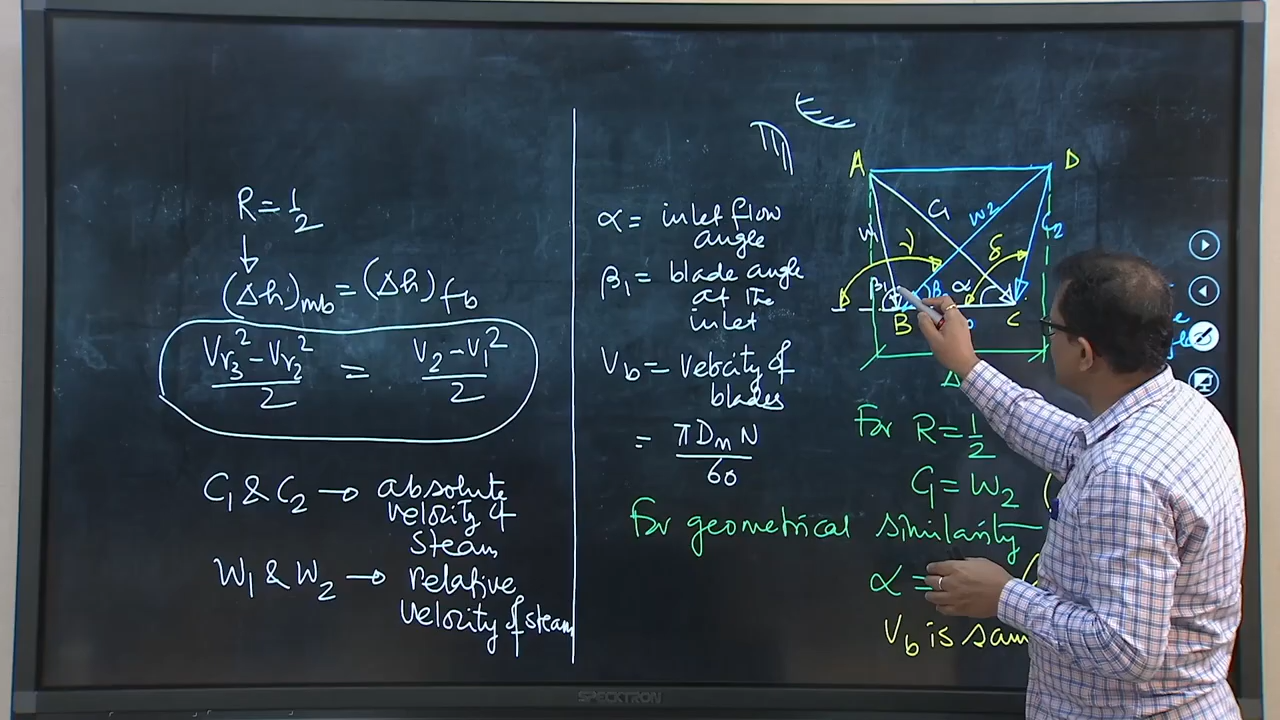 R = 1/2
(Δh)mb = (Δh)fb
Vr3² - Vr2² / 2 = V2 - V1² / 2
C1 & C2 → absolute
velocity of
steam
W1 & W2 → relative
velocity of steam
α = inlet flow
angle
β1 = blade angle
at the
inlet
Vb = velocity of
blades
= πDmN / 60
For geometrical similarity
A
D
C1
W2
C2
γ
δ
β1
α
B
C
Δ
For R = 1/2
C1 = W2
α =
Vb is sam
SPECKTRON